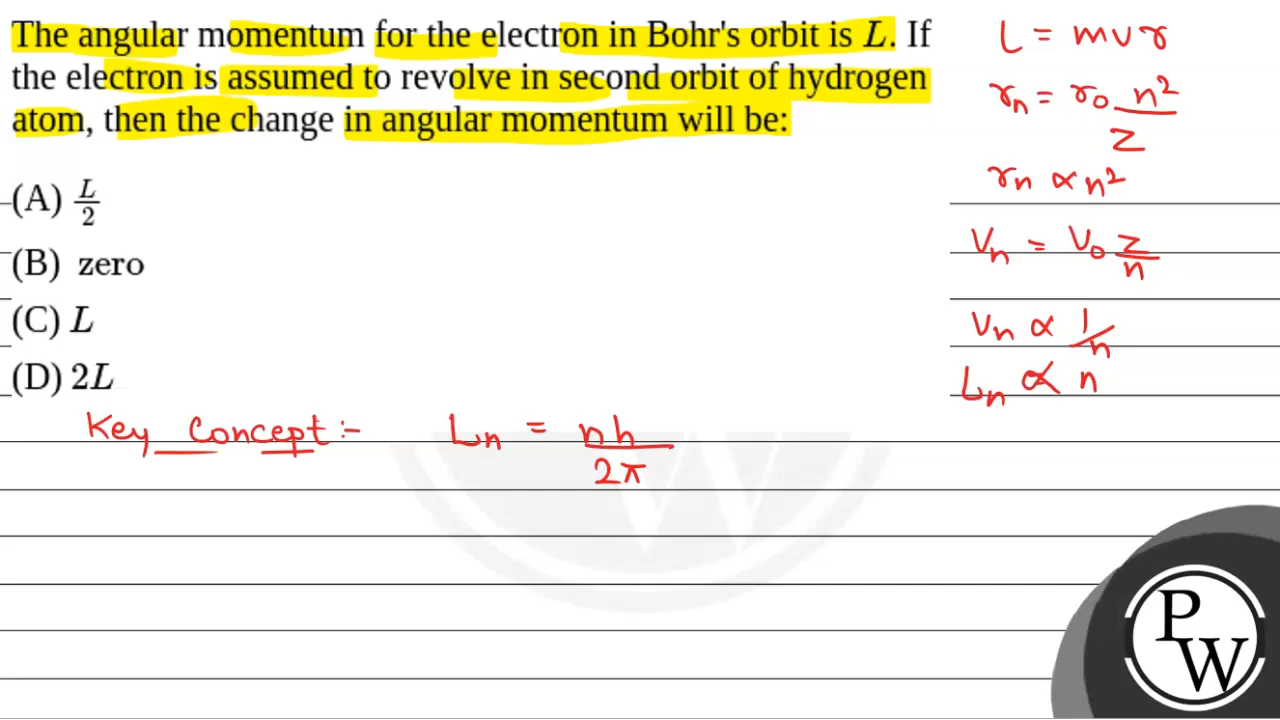 The angular momentum for the electron in Bohr's orbit is L. If
the electron is assumed to revolve in second orbit of hydrogen
atom, then the change in angular momentum will be:
(A) L/2
(B) zero
(C) L
(D) 2L
Key Concept :- Lₙ = nh/2π
L = mvr
rₙ = r₀ n²/Z
rₙ ∝ n²
Vₙ = V₀ Z/n
Vₙ ∝ 1/n
Lₙ ∝ n
PW